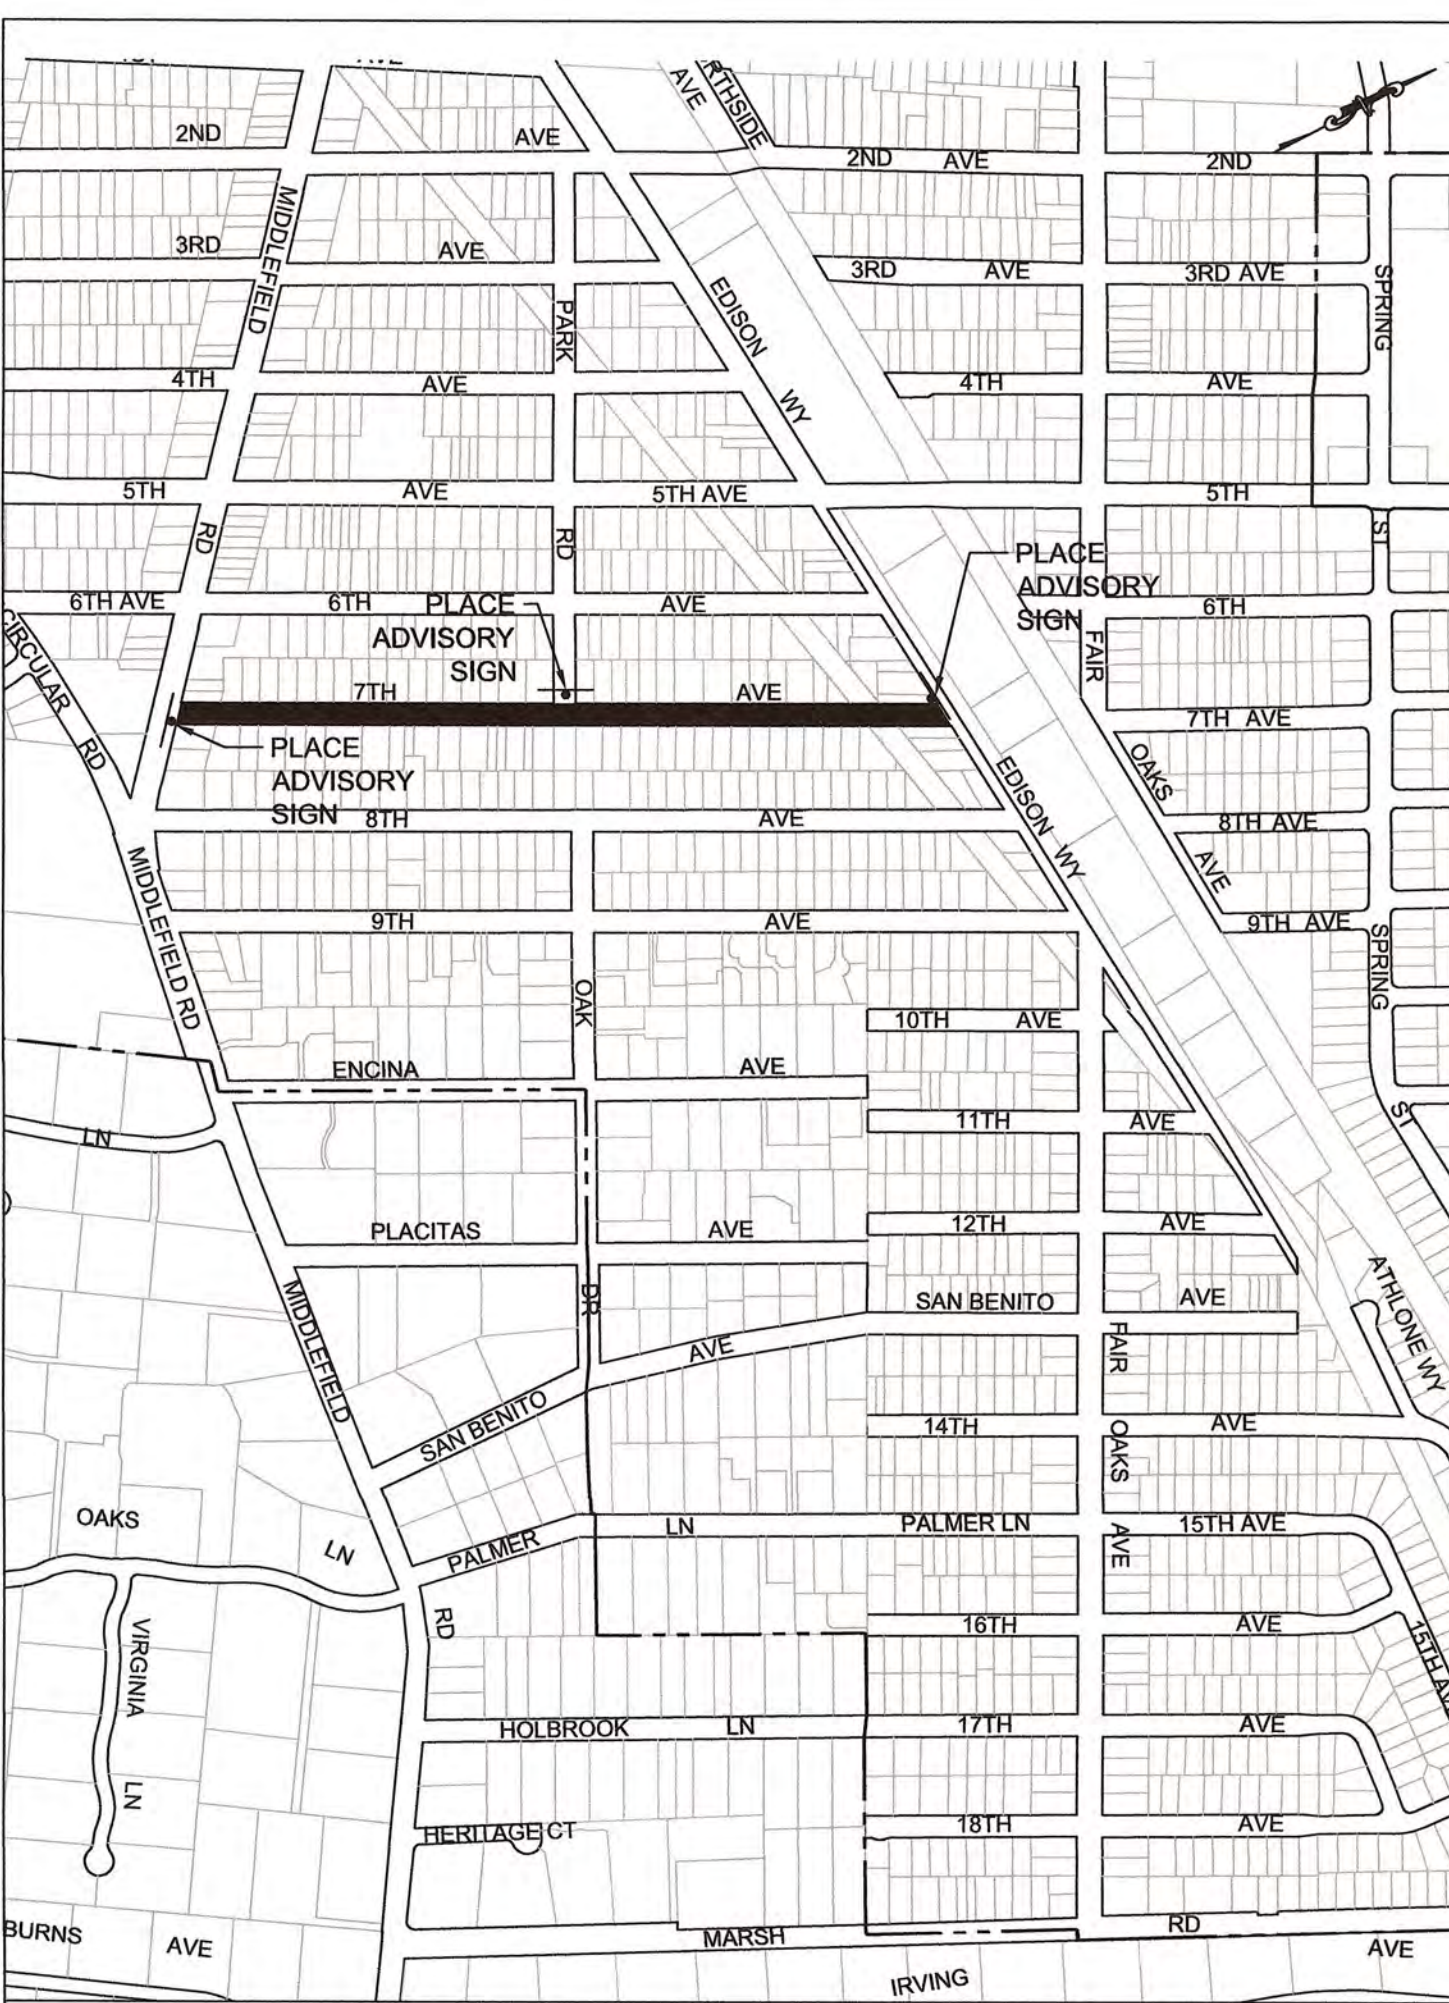 AVE
AVE
RTHSIDE
2ND
AVE
2ND
AVE
2ND
MIDDLEFIELD
3RD
AVE
3RD
AVE
3RD AVE
SPRING
EDISON
PARK
4TH
AVE
WY
4TH
AVE
5TH
AVE
5TH AVE
5TH
RD
RD
ST
PLACE
ADVISORY
SIGN
6TH AVE
6TH
PLACE
ADVISORY
SIGN
AVE
6TH
CIRCULAR
RD
FAIR
7TH
AVE
7TH AVE
PLACE
ADVISORY
SIGN
OAKS
EDISON
WY
8TH
AVE
8TH AVE
AVE
MIDDLEFIELD RD
9TH
AVE
9TH AVE
SPRING
OAK
10TH
AVE
ENCINA
AVE
ST
LN
11TH
AVE
PLACITAS
AVE
12TH
AVE
ATHLONE WY
MIDDLEFIELD
DR
SAN BENITO
AVE
FAIR
AVE
SAN BENITO
14TH
AVE
OAKS
OAKS
LN
PALMER
LN
PALMER LN
AVE
15TH AVE
VIRGINIA
RD
16TH
AVE
15TH AV
HOLBROOK
LN
17TH
AVE
LN
HERITAGE CT
18TH
AVE
BURNS
AVE
MARSH
RD
AVE
IRVING